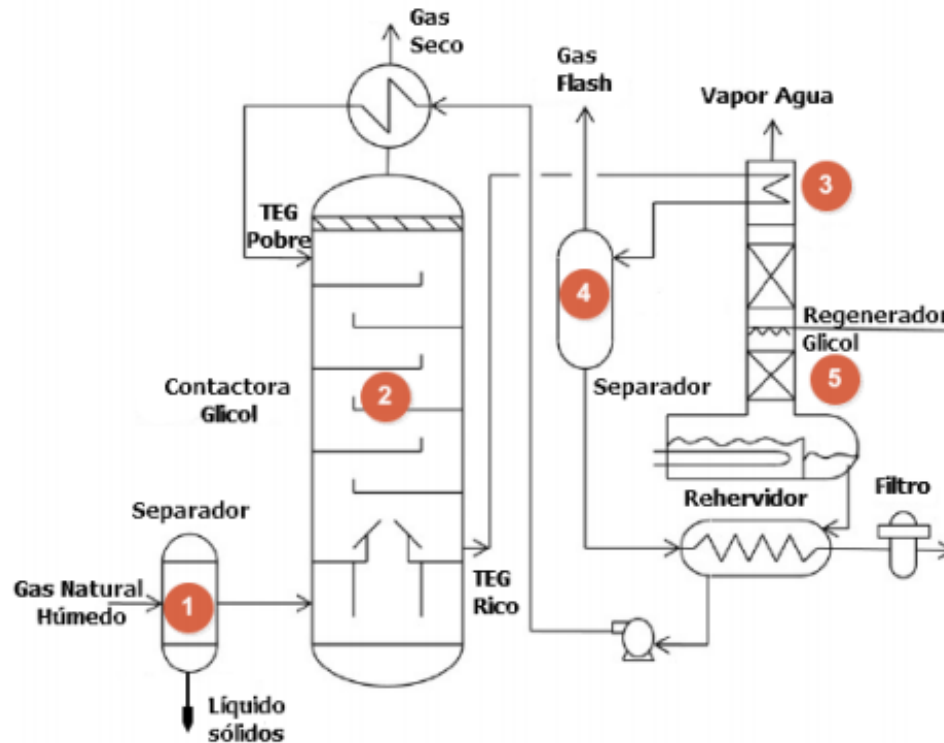 Gas
Seco
Gas
Flash
Vapor Agua
3
TEG
Pobre
4
Regenerador
Glicol
Contactora
Glicol
2
Separador
5
Rehervidor
Filtro
Separador
Gas Natural
Húmedo
1
TEG
Rico
Líquido
sólidos